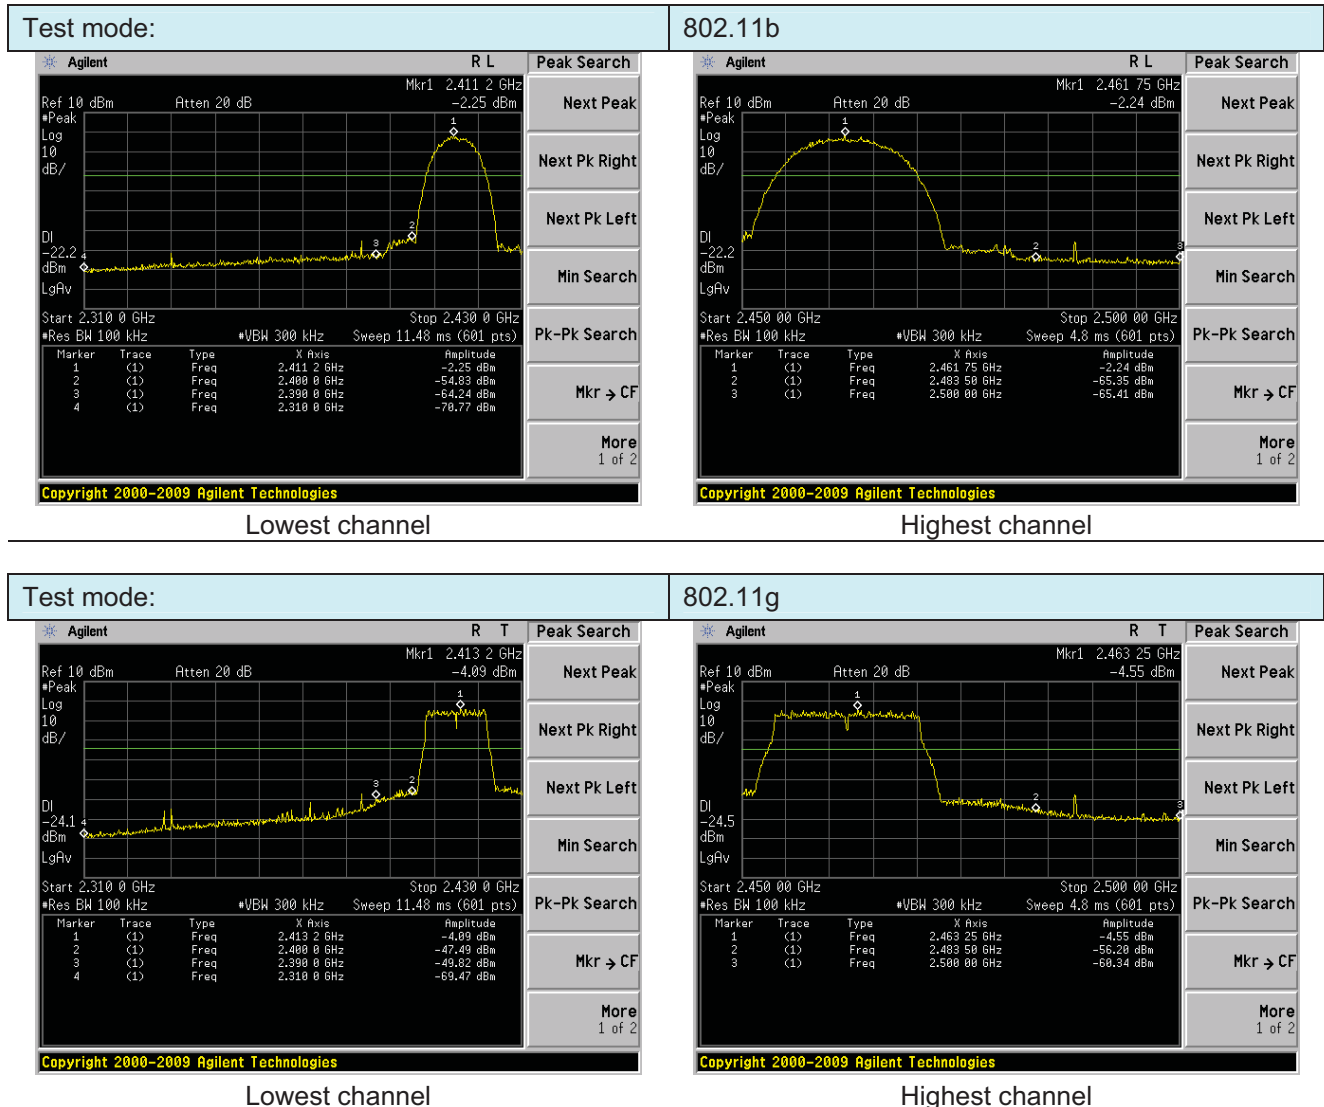 Test mode: 802.11b
Agilent R L Peak Search
Mkr1 2.411 2 GHz
Ref 10 dBm Atten 20 dB -2.25 dBm
#Peak
Log
10
dB/
DI
-22.2
dBm
LgAv
1
2
3
4
Start 2.310 0 GHz Stop 2.430 0 GHz
#Res BW 100 kHz #VBW 300 kHz Sweep 11.48 ms (601 pts)
Marker Trace Type X Axis Amplitude
1 (1) Freq 2.411 2 GHz -2.25 dBm
2 (1) Freq 2.400 0 GHz -54.83 dBm
3 (1) Freq 2.390 0 GHz -64.24 dBm
4 (1) Freq 2.310 0 GHz -70.77 dBm
Next Peak
Next Pk Right
Next Pk Left
Min Search
Pk-Pk Search
Mkr → CF
More
1 of 2
Copyright 2000-2009 Agilent Technologies
Lowest channel
Agilent R L Peak Search
Mkr1 2.461 75 GHz
Ref 10 dBm Atten 20 dB -2.24 dBm
#Peak
Log
10
dB/
DI
-22.2
dBm
LgAv
1
2
3
Start 2.450 00 GHz Stop 2.500 00 GHz
#Res BW 100 kHz #VBW 300 kHz Sweep 4.8 ms (601 pts)
Marker Trace Type X Axis Amplitude
1 (1) Freq 2.461 75 GHz -2.24 dBm
2 (1) Freq 2.483 50 GHz -65.35 dBm
3 (1) Freq 2.500 00 GHz -65.41 dBm
Next Peak
Next Pk Right
Next Pk Left
Min Search
Pk-Pk Search
Mkr → CF
More
1 of 2
Copyright 2000-2009 Agilent Technologies
Highest channel
Test mode: 802.11g
Agilent R T Peak Search
Mkr1 2.413 2 GHz
Ref 10 dBm Atten 20 dB -4.09 dBm
#Peak
Log
10
dB/
DI
-24.1
dBm
LgAv
1
2
3
4
Start 2.310 0 GHz Stop 2.430 0 GHz
#Res BW 100 kHz #VBW 300 kHz Sweep 11.48 ms (601 pts)
Marker Trace Type X Axis Amplitude
1 (1) Freq 2.413 2 GHz -4.09 dBm
2 (1) Freq 2.400 0 GHz -47.49 dBm
3 (1) Freq 2.390 0 GHz -49.82 dBm
4 (1) Freq 2.310 0 GHz -69.47 dBm
Next Peak
Next Pk Right
Next Pk Left
Min Search
Pk-Pk Search
Mkr → CF
More
1 of 2
Copyright 2000-2009 Agilent Technologies
Lowest channel
Agilent R T Peak Search
Mkr1 2.463 25 GHz
Ref 10 dBm Atten 20 dB -4.55 dBm
#Peak
Log
10
dB/
DI
-24.5
dBm
LgAv
1
2
3
Start 2.450 00 GHz Stop 2.500 00 GHz
#Res BW 100 kHz #VBW 300 kHz Sweep 4.8 ms (601 pts)
Marker Trace Type X Axis Amplitude
1 (1) Freq 2.463 25 GHz -4.55 dBm
2 (1) Freq 2.483 50 GHz -56.20 dBm
3 (1) Freq 2.500 00 GHz -60.34 dBm
Next Peak
Next Pk Right
Next Pk Left
Min Search
Pk-Pk Search
Mkr → CF
More
1 of 2
Copyright 2000-2009 Agilent Technologies
Highest channel